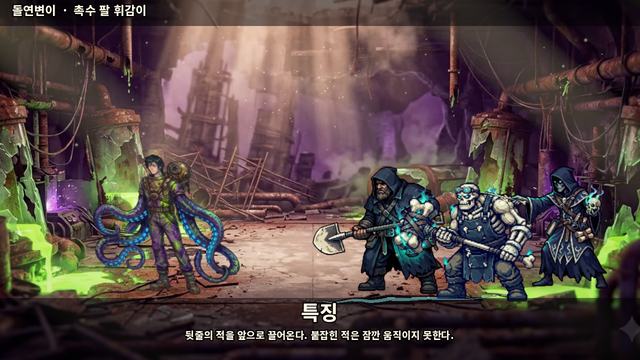 돌연변이 · 촉수 팔 휘감이
특징
뒷줄의 적을 앞으로 끌어온다. 붙잡힌 적은 잠깐 움직이지 못한다.